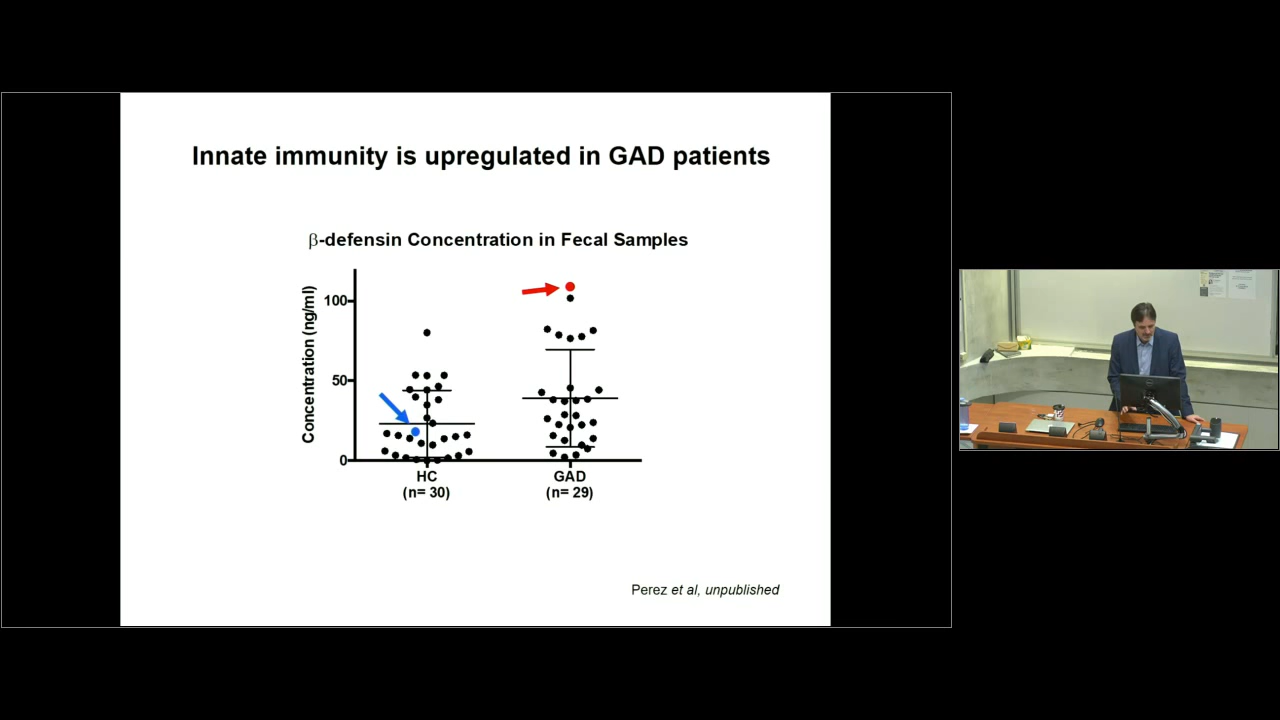 Innate immunity is upregulated in GAD patients
β-defensin Concentration in Fecal Samples
Concentration (ng/ml)
100
50
0
HC
GAD
(n= 30)
(n= 29)
Perez et al, unpublished